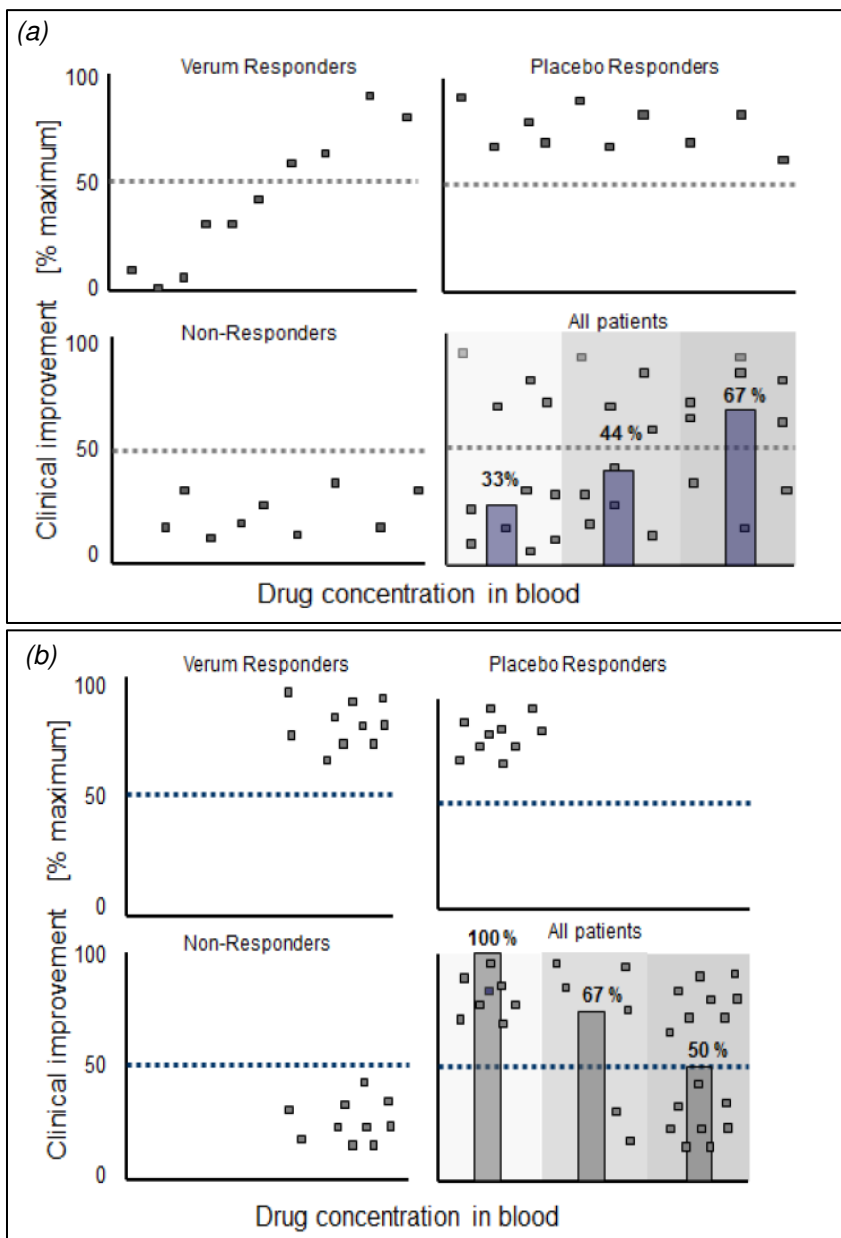 (a)
Verum Responders
Placebo Responders
100
50
0
[% maximum]
Non-Responders
All patients
100
50
0
Clinical improvement
33%
44 %
67 %
Drug concentration in blood
(b)
Verum Responders
Placebo Responders
100
50
0
[% maximum]
Non-Responders
All patients
100
50
0
Clinical improvement
100 %
67 %
50 %
Drug concentration in blood